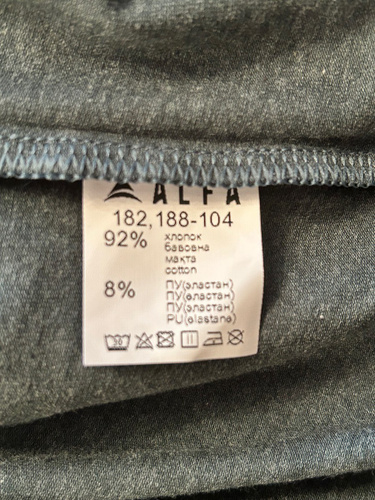 ALFA
182,188-104
92% хлопок
бавовна
мақта
cotton
8% ПУ(эластан)
ПУ(еластан)
ПУ(эластан)
PU(elastane)